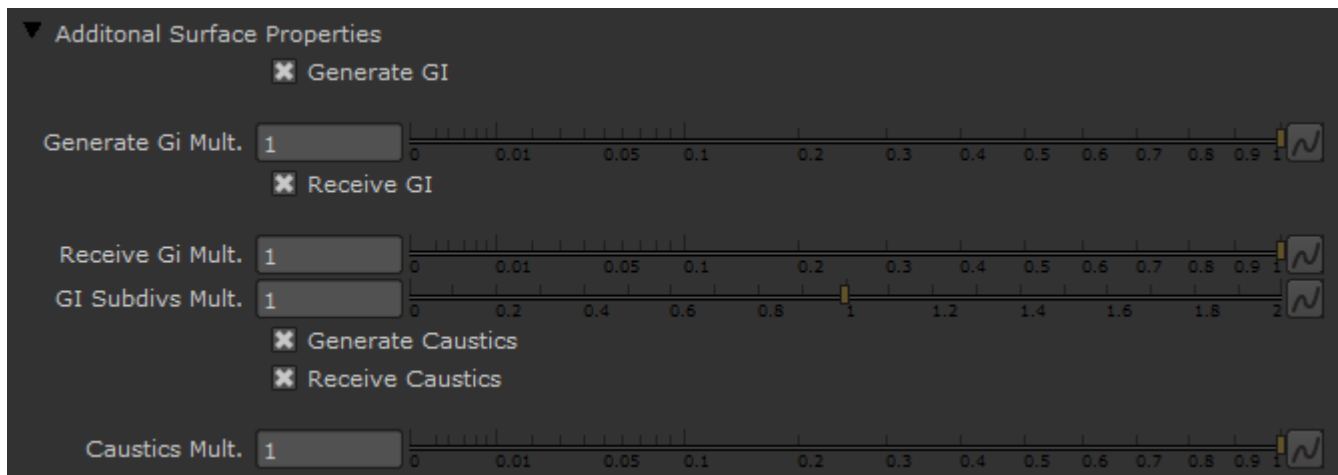 Additonal Surface Properties
Generate GI
Generate Gi Mult. 1
0 0.01 0.05 0.1 0.2 0.3 0.4 0.5 0.6 0.7 0.8 0.9 1
Receive GI
Receive Gi Mult. 1
0 0.01 0.05 0.1 0.2 0.3 0.4 0.5 0.6 0.7 0.8 0.9 1
GI Subdivs Mult. 1
0 0.2 0.4 0.6 0.8 1 1.2 1.4 1.6 1.8 2
Generate Caustics
Receive Caustics
Caustics Mult. 1
0 0.01 0.05 0.1 0.2 0.3 0.4 0.5 0.6 0.7 0.8 0.9 1